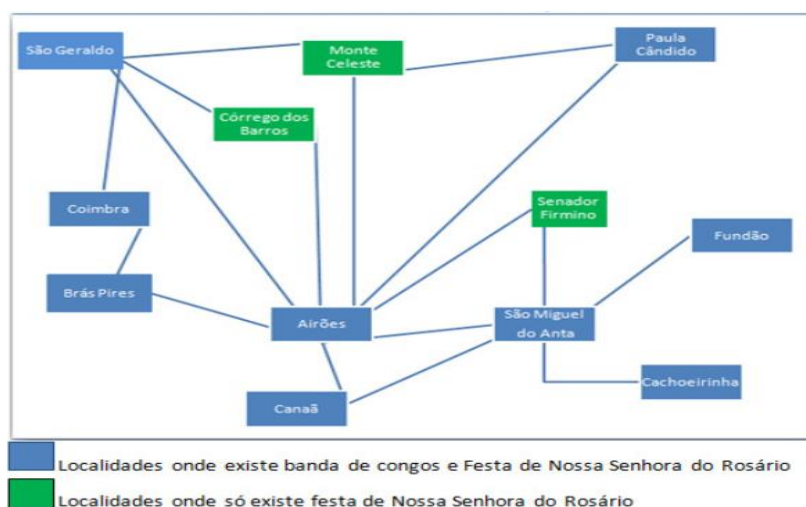 São Geraldo
Monte
Celeste
Paula
Cândido
Córrego dos
Barros
Coimbra
Senador
Firmino
Fundão
Brás Pires
Airões
São Miguel
do Anta
Canaã
Cachoeirinha
Localidades onde existe banda de congos e Festa de Nossa Senhora do Rosário
Localidades onde só existe festa de Nossa Senhora do Rosário